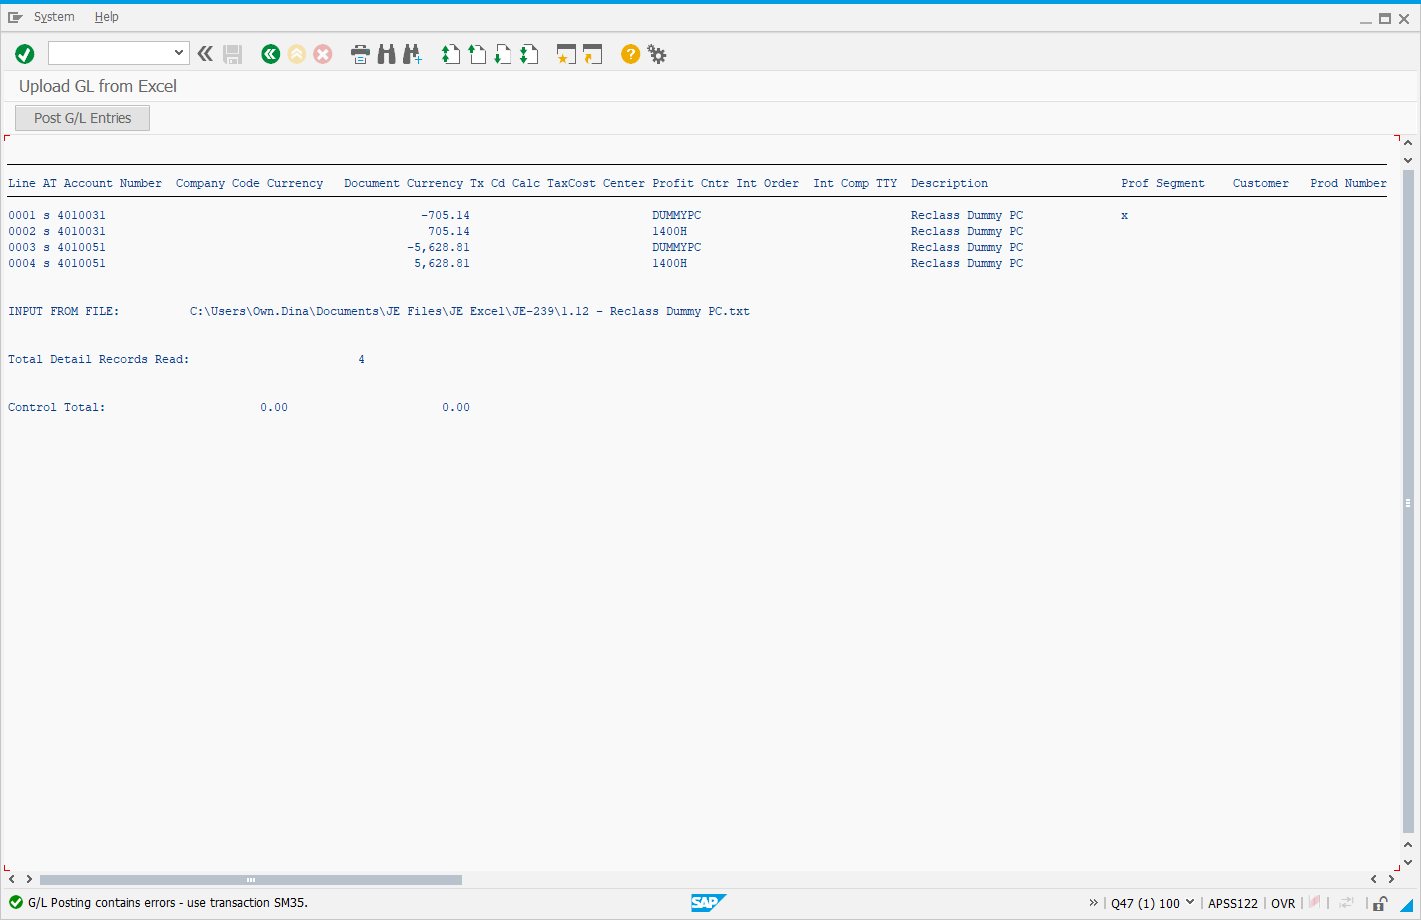 System Help
Upload GL from Excel
Post G/L Entries
Line AT Account Number Company Code Currency Document Currency Tx Cd Calc TaxCost Center Profit Cntr Int Order Int Comp TTY Description Prof Segment Customer Prod Number
0001 s 4010031 -705.14 DUMMYPC Reclass Dummy PC x
0002 s 4010031 705.14 1400H Reclass Dummy PC
0003 s 4010051 -5,628.81 DUMMYPC Reclass Dummy PC
0004 s 4010051 5,628.81 1400H Reclass Dummy PC
INPUT FROM FILE: C:\Users\Own.Dina\Documents\JE Files\JE Excel\JE-239\1.12 - Reclass Dummy PC.txt
Total Detail Records Read: 4
Control Total: 0.00 0.00
G/L Posting contains errors - use transaction SM35. SAP Q47 (1) 100 APSS122 OVR